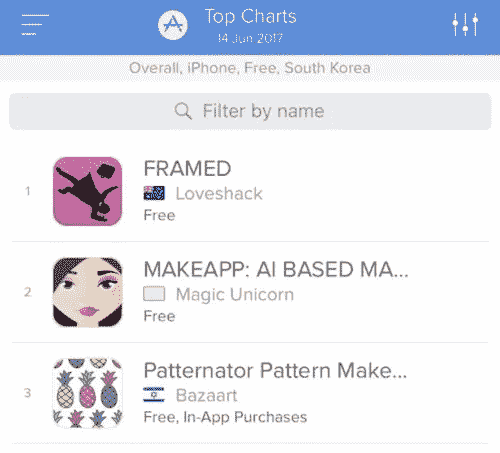 Top Charts
14 Jun 2017
Overall, iPhone, Free, South Korea
Filter by name
1
FRAMED
Loveshack
Free
2
MAKEAPP: AI BASED MA...
Magic Unicorn
Free
3
Patternator Pattern Make...
Bazaart
Free, In-App Purchases